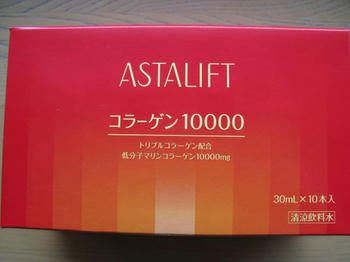 ASTALIFT
コラーゲン10000
トリプルコラーゲン配合
低分子マリンコラーゲン10000mg
30mL×10本入
清涼飲料水